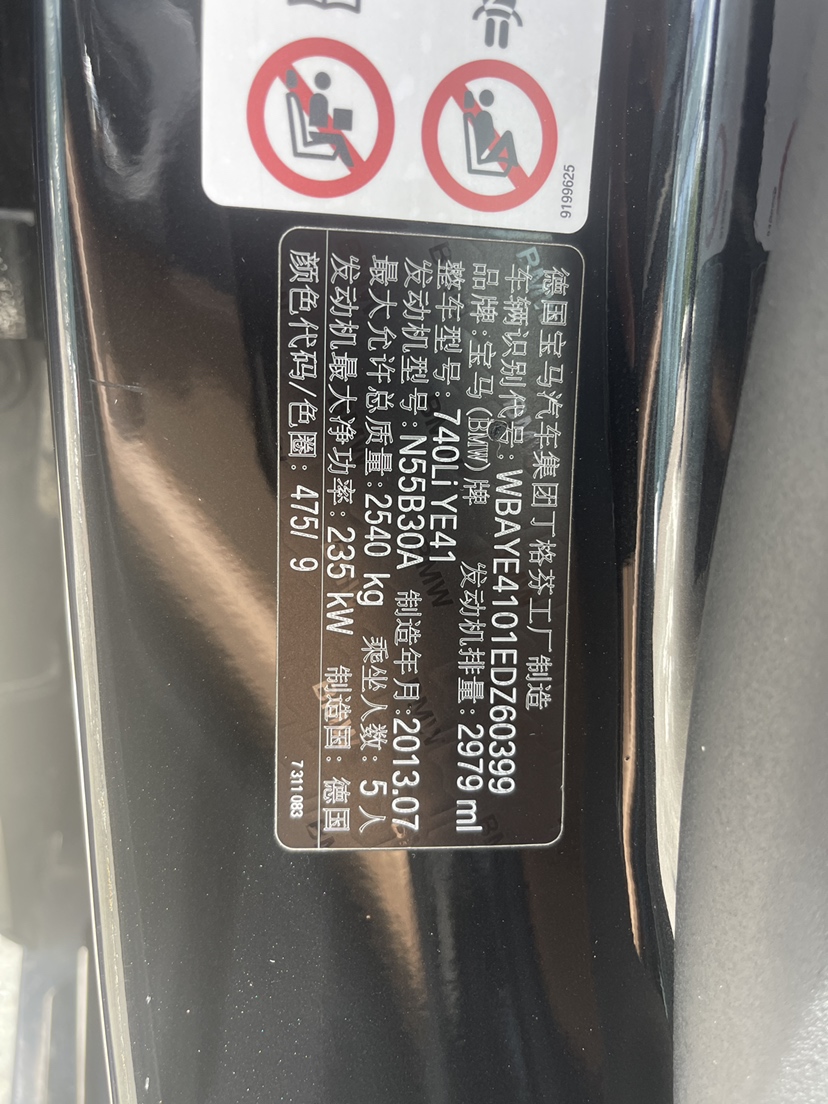 9199625
德国宝马汽车集团丁格芬工厂制造
车辆识别代号:WBAYE4101EDZ60399
品牌:宝马(BMW)牌 发动机排量:2979 ml
整车型号:740Li YE41
发动机型号:N55B30A 制造年月:2013.07
最大允许总质量:2540 kg 乘坐人数:5人
发动机最大净功率:235 kW 制造国:德国
颜色代码/色圈:475/ 9
7 311 083